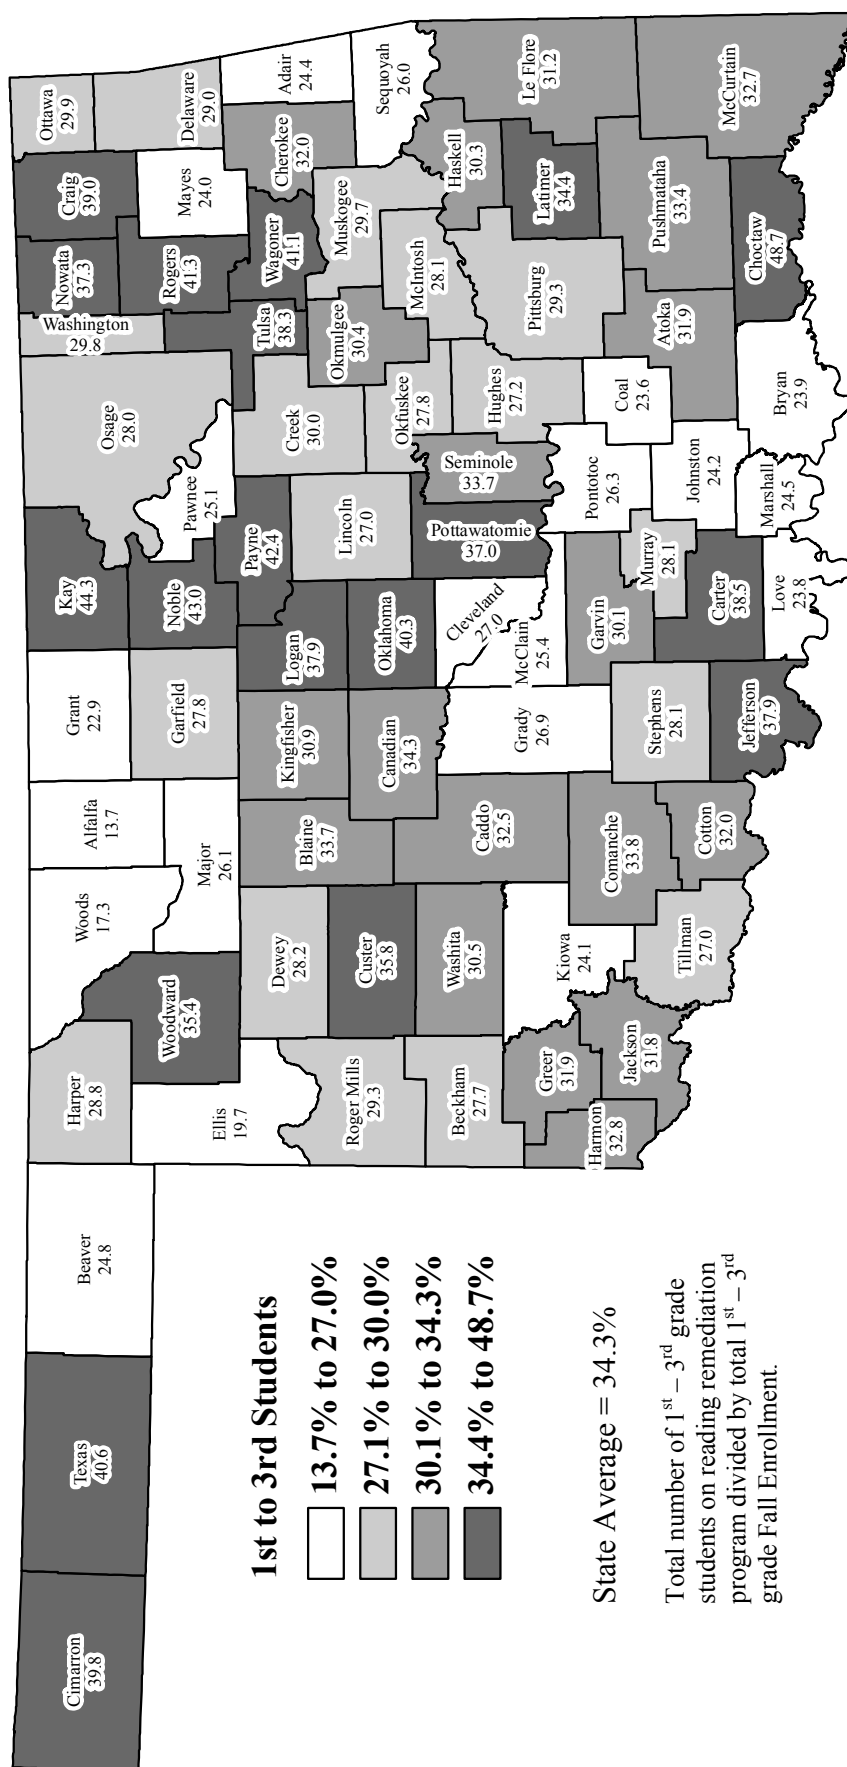 Cimarron
39.8
Texas
40.6
Beaver
24.8
Harper
28.8
Woods
17.3
Alfalfa
13.7
Grant
22.9
Kay
44.3
Osage
28.0
Washington
29.8
Nowata
37.3
Craig
39.0
Ottawa
29.9
Ellis
19.7
Woodward
35.4
Major
26.1
Garfield
27.8
Noble
43.0
Pawnee
25.1
Rogers
41.3
Mayes
24.0
Delaware
29.0
Roger Mills
29.3
Dewey
28.2
Blaine
33.7
Kingfisher
30.9
Logan
37.9
Payne
42.4
Creek
30.0
Tulsa
38.3
Wagoner
41.1
Cherokee
32.0
Adair
24.4
Custer
35.8
Canadian
34.3
Oklahoma
40.3
Lincoln
27.0
Okmulgee
30.4
Muskogee
29.7
Sequoyah
26.0
Beckham
27.7
Washita
30.5
Caddo
32.5
Grady
26.9
Cleveland
27.0
McClain
25.4
Pottawatomie
37.0
Seminole
33.7
Okfuskee
27.8
Hughes
27.2
McIntosh
28.1
Haskell
30.3
Le Flore
31.2
Pittsburg
29.3
Latimer
34.4
Harmon
32.8
Greer
31.9
Jackson
31.8
Kiowa
24.1
Comanche
33.8
Tillman
27.0
Cotton
32.0
Stephens
28.1
Jefferson
37.9
Garvin
30.1
Murray
28.1
Carter
38.5
Love
23.8
Pontotoc
26.3
Johnston
24.2
Marshall
24.5
Coal
23.6
Atoka
31.9
Bryan
23.9
Pushmataha
33.4
Choctaw
48.7
McCurtain
32.7
1st to 3rd Students
13.7% to 27.0%
27.1% to 30.0%
30.1% to 34.3%
34.4% to 48.7%
State Average = 34.3%
Total number of 1st – 3rd grade
students on reading remediation
program divided by total 1st – 3rd
grade Fall Enrollment.